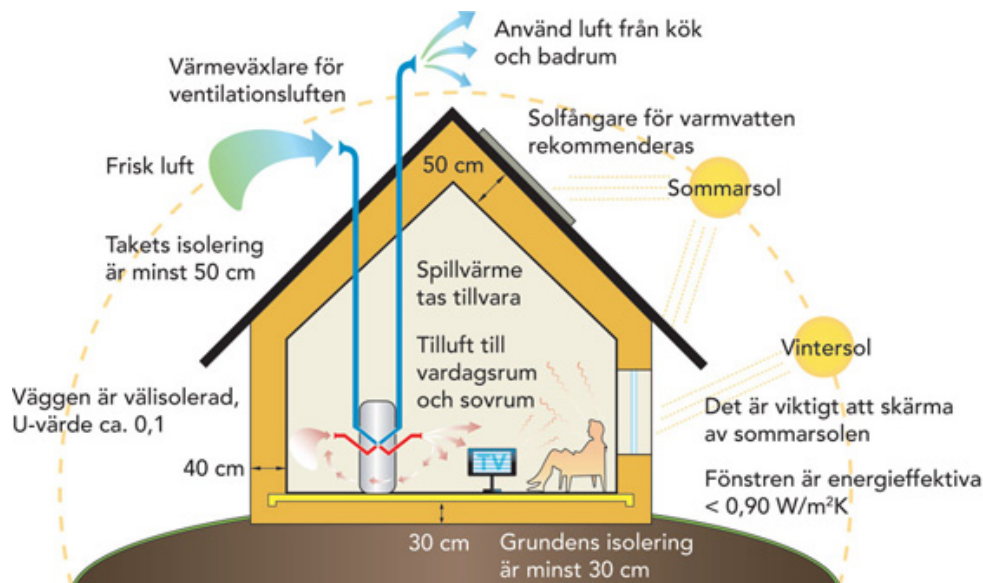 Använd luft från kök
och badrum
Värmeväxlare för
ventilationsluften
Solfångare för varmvatten
rekommenderas
Frisk luft
50 cm
Sommarsol
Takets isolering
är minst 50 cm
Spillvärme
tas tillvara
Tilluft till
vardagsrum
och sovrum
Vintersol
Väggen är välisolerad,
U-värde ca. 0,1
Det är viktigt att skärma
av sommarsolen
40 cm
TV
Fönstren är energieffektiva
< 0,90 W/m²K
30 cm
Grundens isolering
är minst 30 cm